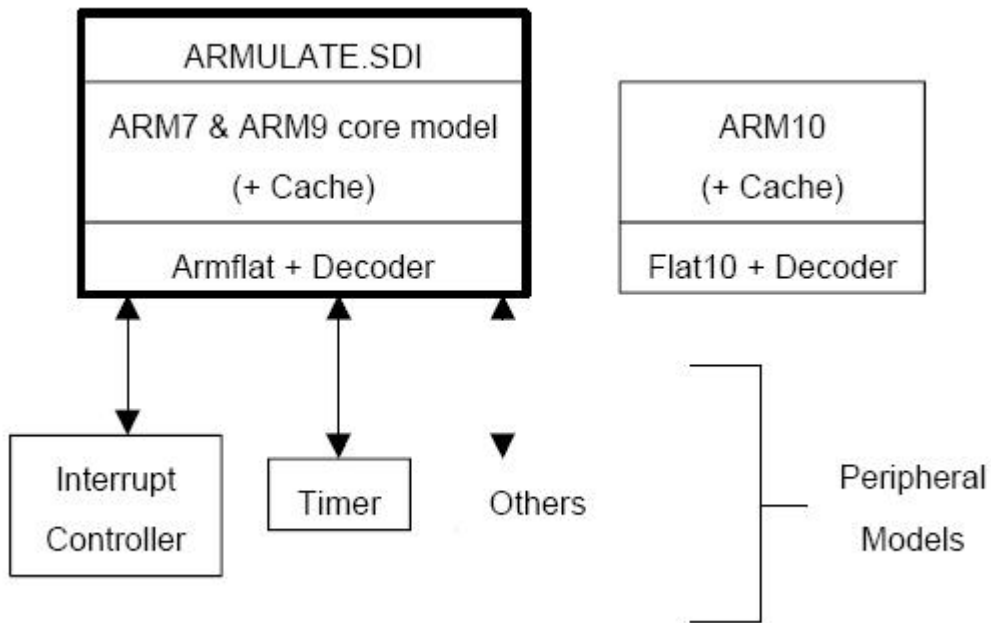 ARMULATE.SDI
ARM7 & ARM9 core model
(+ Cache)
Armflat + Decoder
ARM10
(+ Cache)
Flat10 + Decoder
Interrupt
Controller
Timer
Others
Peripheral
Models